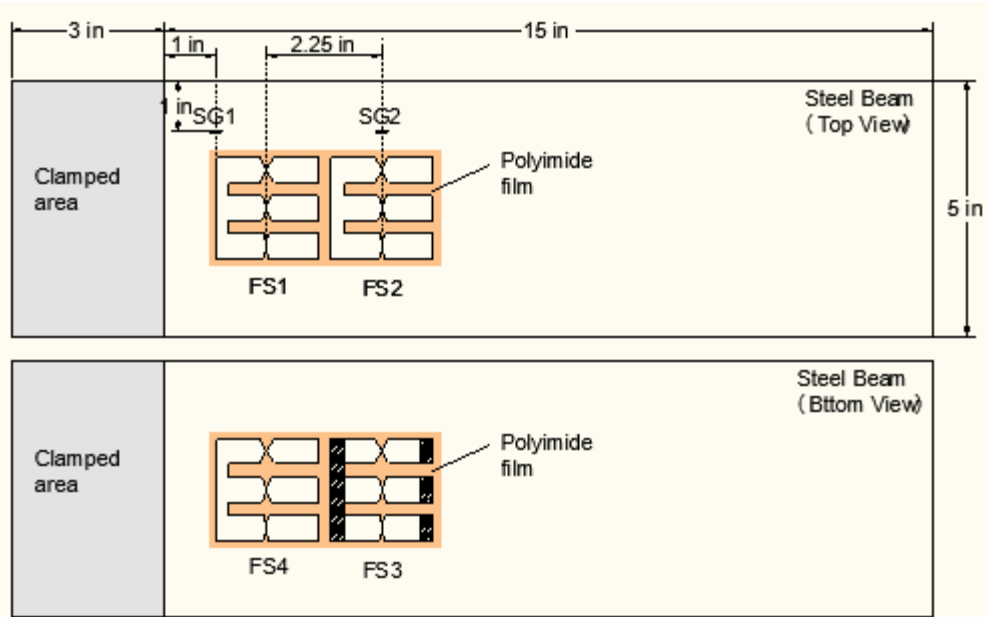 3 in
15 in
1 in
2.25 in
1 in
SG1
SG2
Steel Beam
(Top View)
Clamped
area
Polyimide
film
5 in
FS1
FS2
Steel Beam
(Bttom View)
Clamped
area
Polyimide
film
FS4
FS3